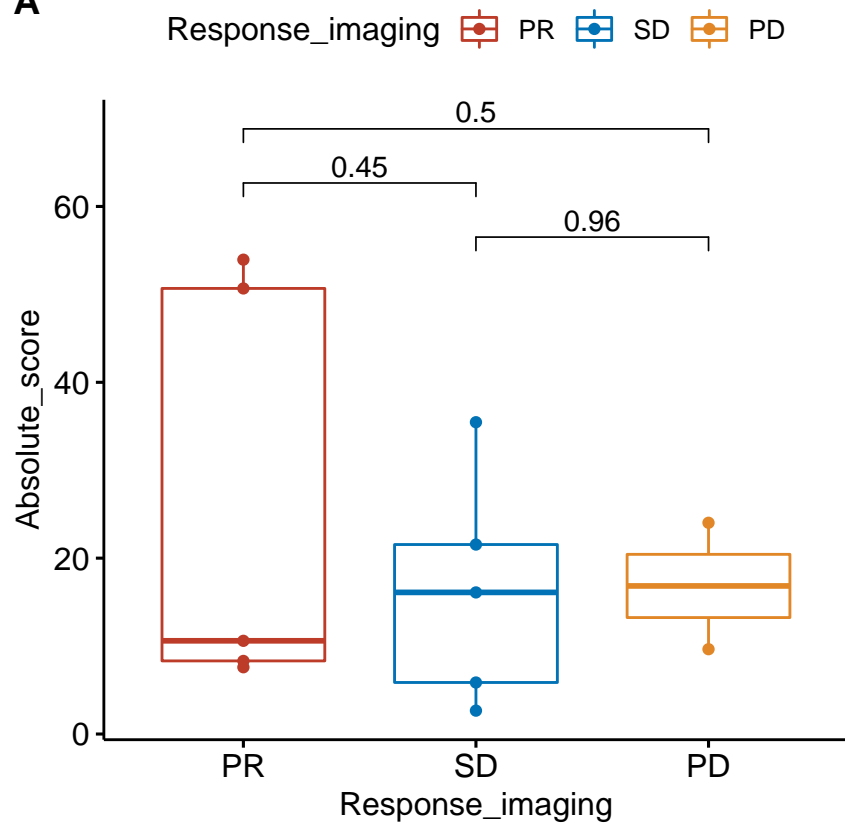 A
Response_imaging PR SD PD
0.5
0.45
0.96
60
40
20
0
Absolute_score
PR SD PD
Response_imaging